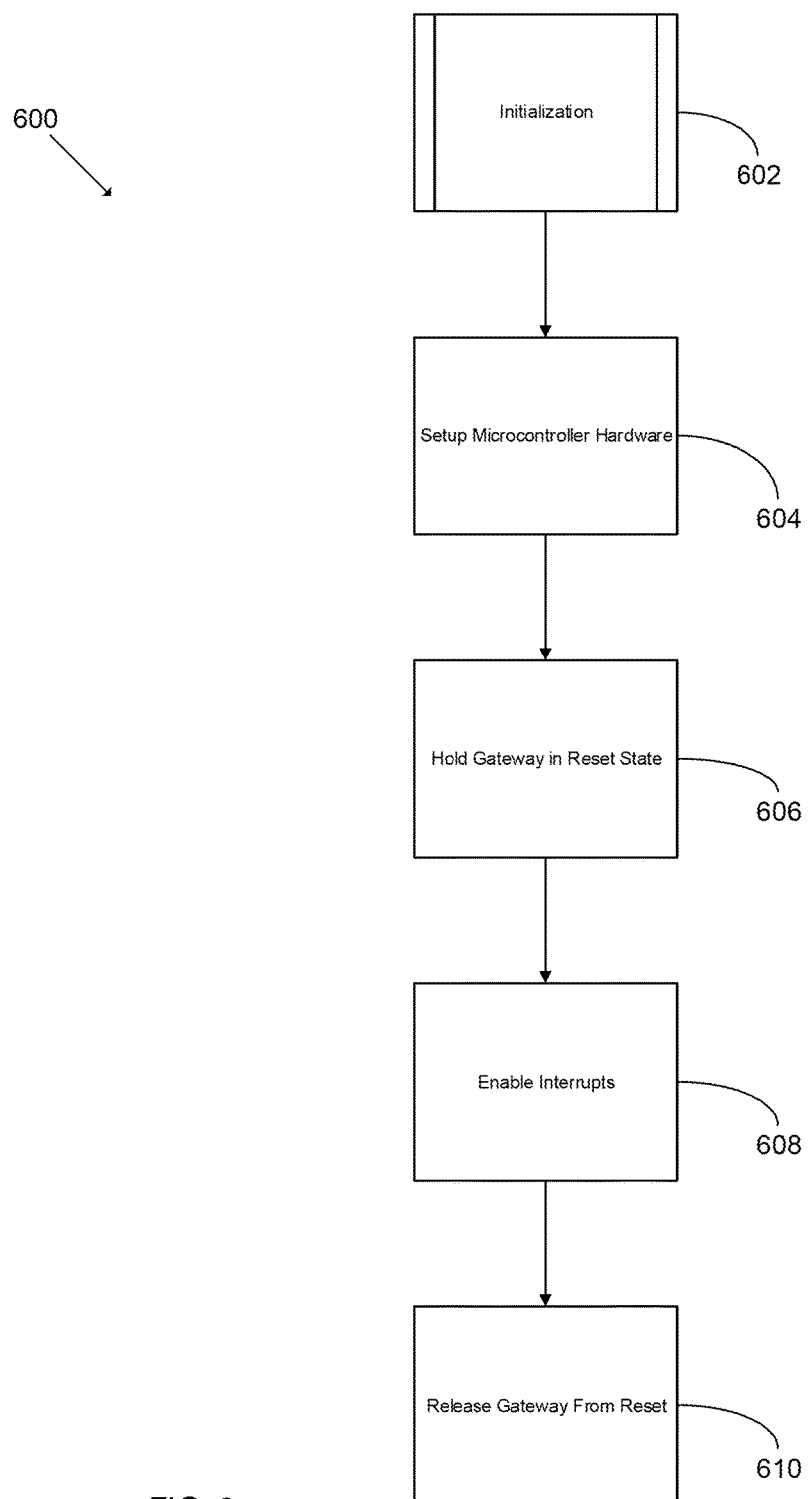 600
Initialization
602
Setup Microcontroller Hardware
604
Hold Gateway in Reset State
606
Enable Interrupts
608
Release Gateway From Reset
610